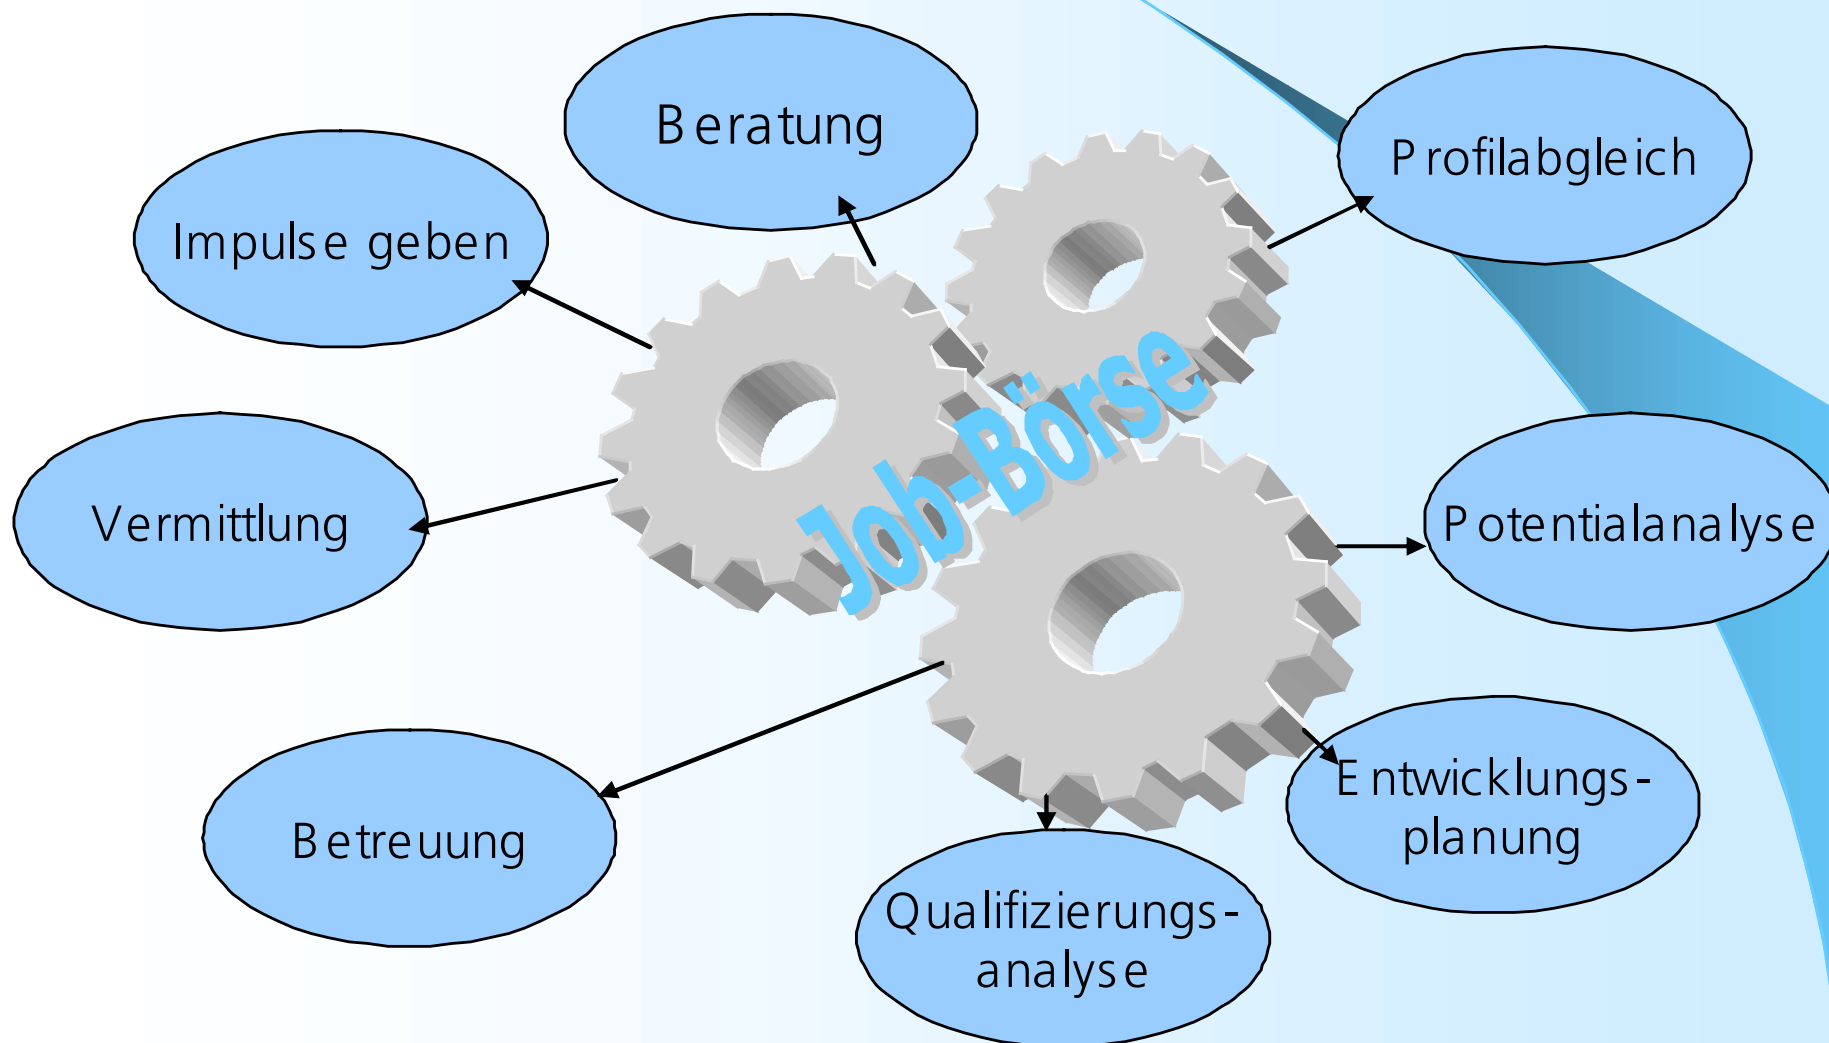 Beratung
Profilabgleich
Impulse geben
Job-Börse
Vermittlung
Potentialanalyse
Betreuung
Entwicklungs-
planung
Qualifizierungs-
analyse